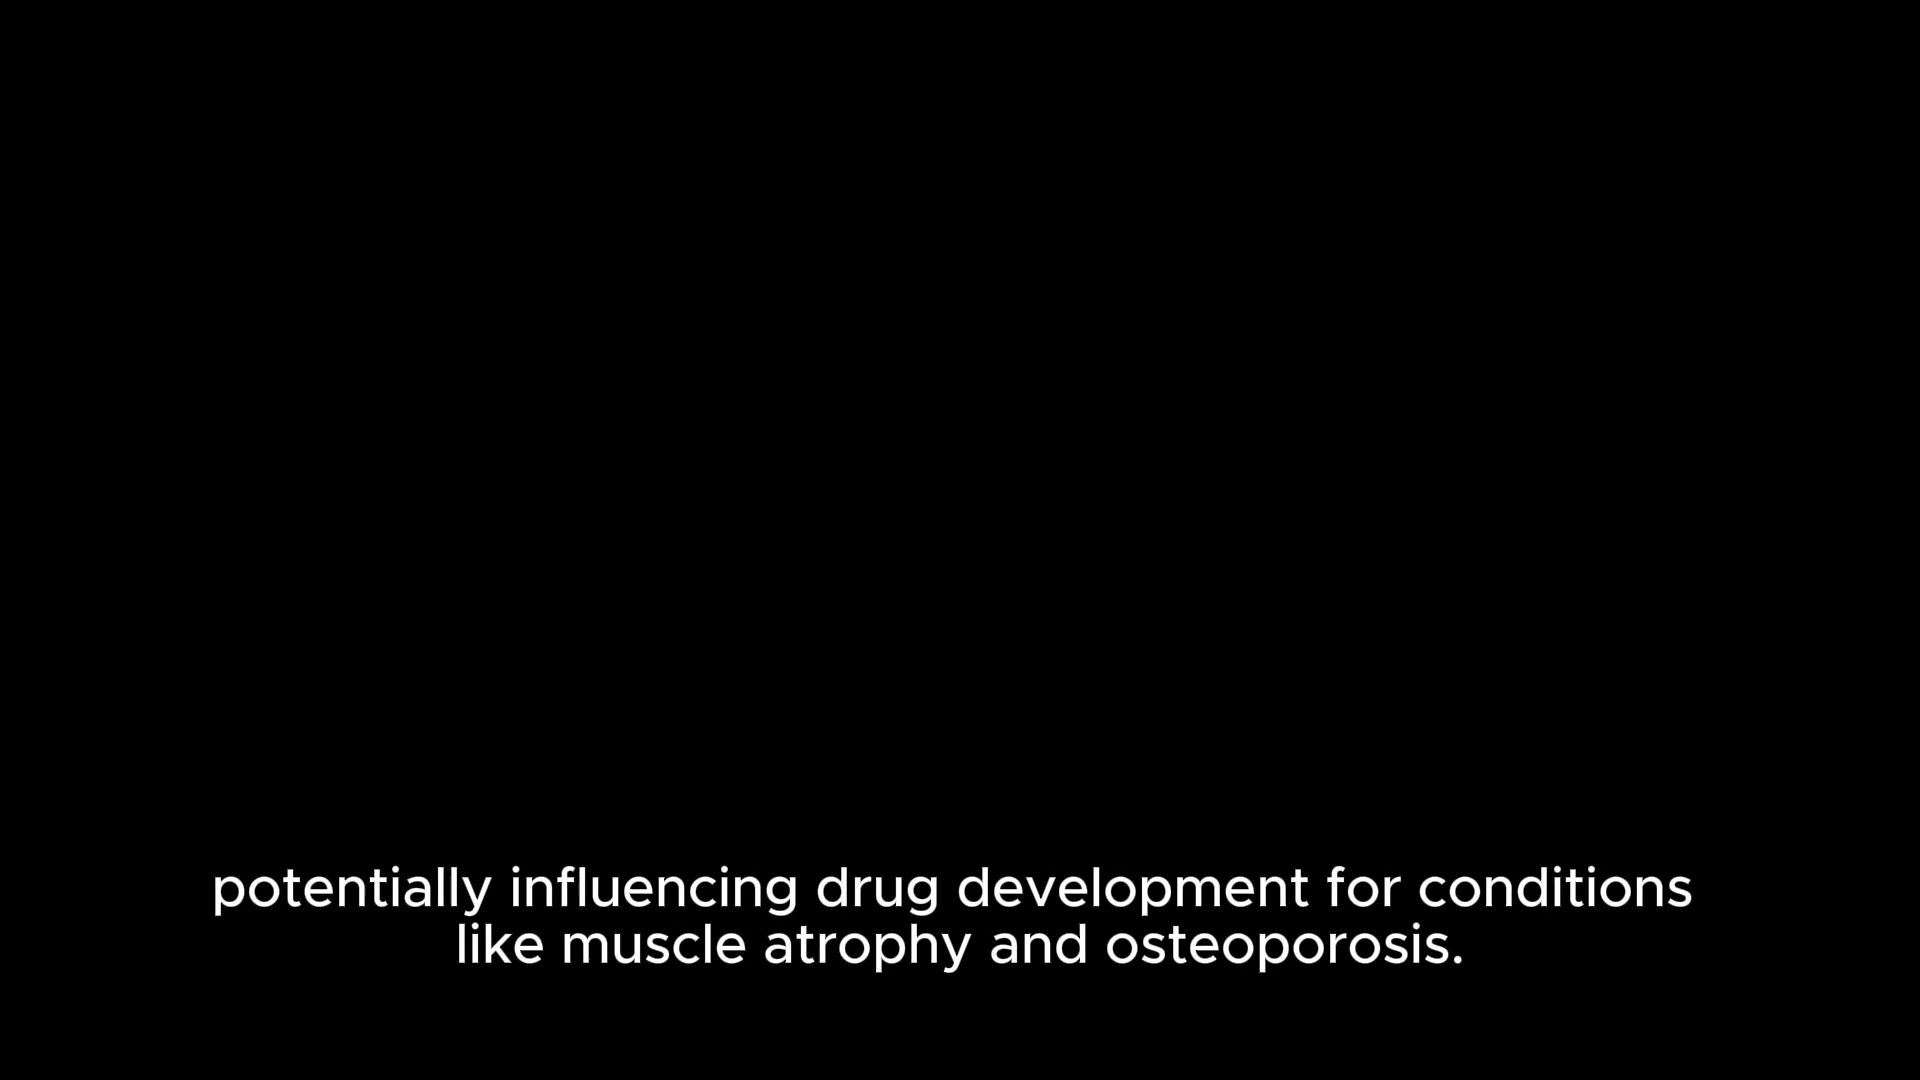 potentially influencing drug development for conditions
like muscle atrophy and osteoporosis.